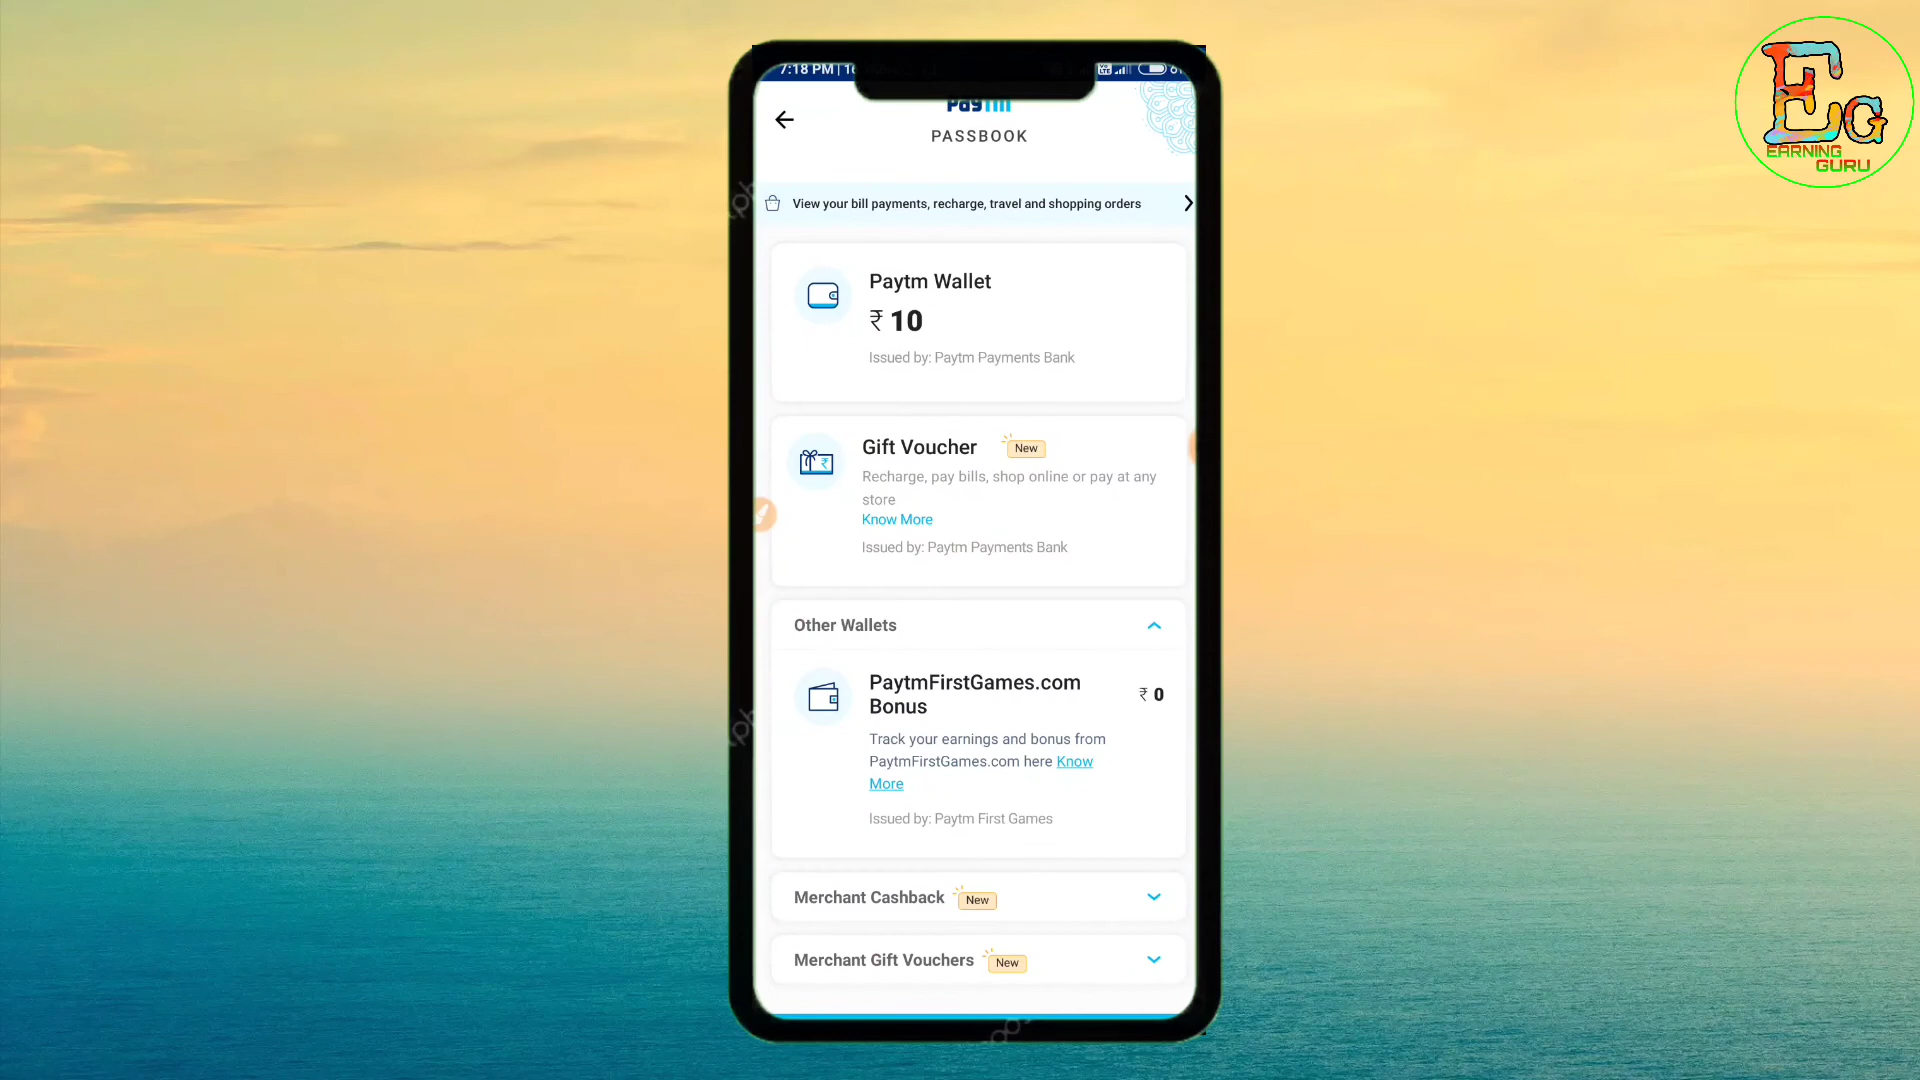 7:18 PM
EG
EARNING
GURU
Paytm
PASSBOOK
View your bill payments, recharge, travel and shopping orders
Paytm Wallet
₹ 10
Issued by: Paytm Payments Bank
Gift Voucher New
Recharge, pay bills, shop online or pay at any
store
Know More
Issued by: Paytm Payments Bank
Other Wallets
PaytmFirstGames.com
Bonus
₹ 0
Track your earnings and bonus from
PaytmFirstGames.com here Know
More
Issued by: Paytm First Games
Merchant Cashback New
Merchant Gift Vouchers New